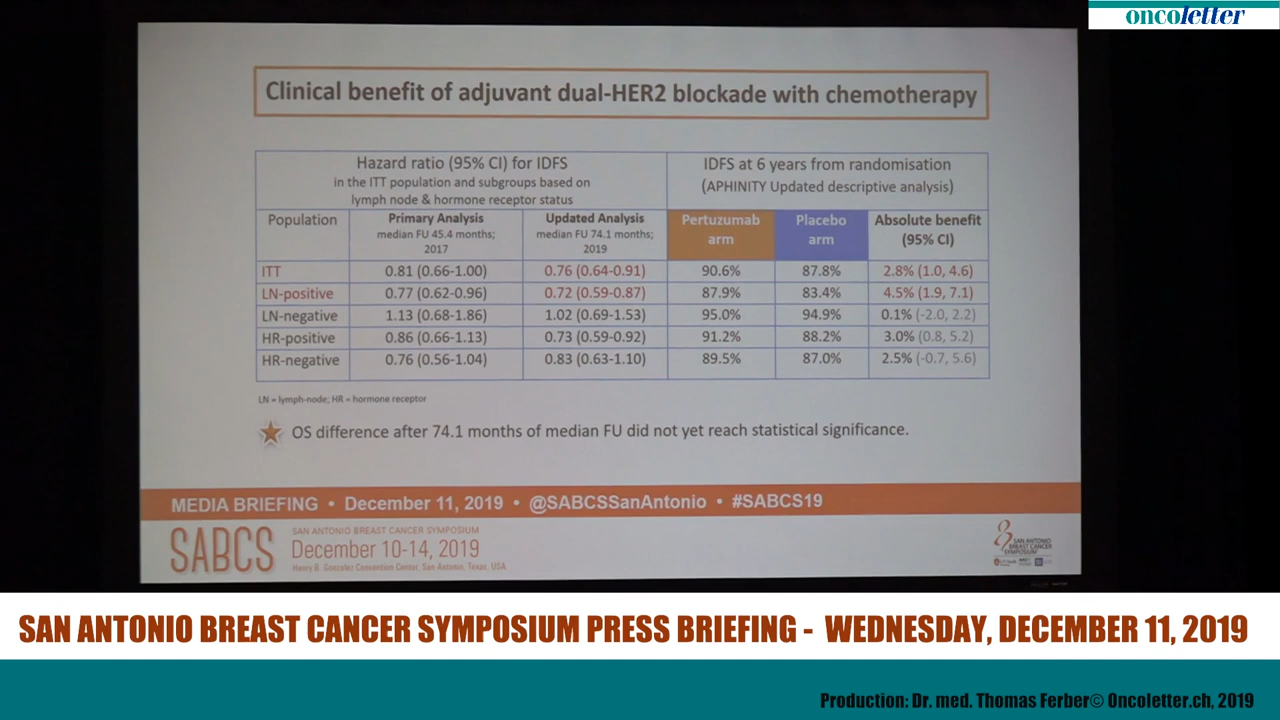 oncoletter
Clinical benefit of adjuvant dual-HER2 blockade with chemotherapy
Hazard ratio (95% CI) for IDFS
in the ITT population and subgroups based on
lymph node & hormone receptor status
IDFS at 6 years from randomisation
(APHINITY Updated descriptive analysis)
Population
Primary Analysis
median FU 45.4 months;
2017
Updated Analysis
median FU 74.1 months;
2019
Pertuzumab
arm
Placebo
arm
Absolute benefit
(95% CI)
ITT 0.81 (0.66-1.00) 0.76 (0.64-0.91) 90.6% 87.8% 2.8% (1.0, 4.6)
LN-positive 0.77 (0.62-0.96) 0.72 (0.59-0.87) 87.9% 83.4% 4.5% (1.9, 7.1)
LN-negative 1.13 (0.68-1.86) 1.02 (0.69-1.53) 95.0% 94.9% 0.1% (-2.0, 2.2)
HR-positive 0.86 (0.66-1.13) 0.73 (0.59-0.92) 91.2% 88.2% 3.0% (0.8, 5.2)
HR-negative 0.76 (0.56-1.04) 0.83 (0.63-1.10) 89.5% 87.0% 2.5% (-0.7, 5.6)
LN = lymph-node; HR = hormone receptor
OS difference after 74.1 months of median FU did not yet reach statistical significance.
MEDIA BRIEFING • December 11, 2019 • @SABCSSanAntonio • #SABCS19
SABCS
SAN ANTONIO BREAST CANCER SYMPOSIUM
December 10-14, 2019
Henry B. Gonzalez Convention Center, San Antonio, Texas, USA
SAN ANTONIO
BREAST CANCER
SYMPOSIUM
SAN ANTONIO BREAST CANCER SYMPOSIUM PRESS BRIEFING - WEDNESDAY, DECEMBER 11, 2019
Production: Dr. med. Thomas Ferber© Oncoletter.ch, 2019